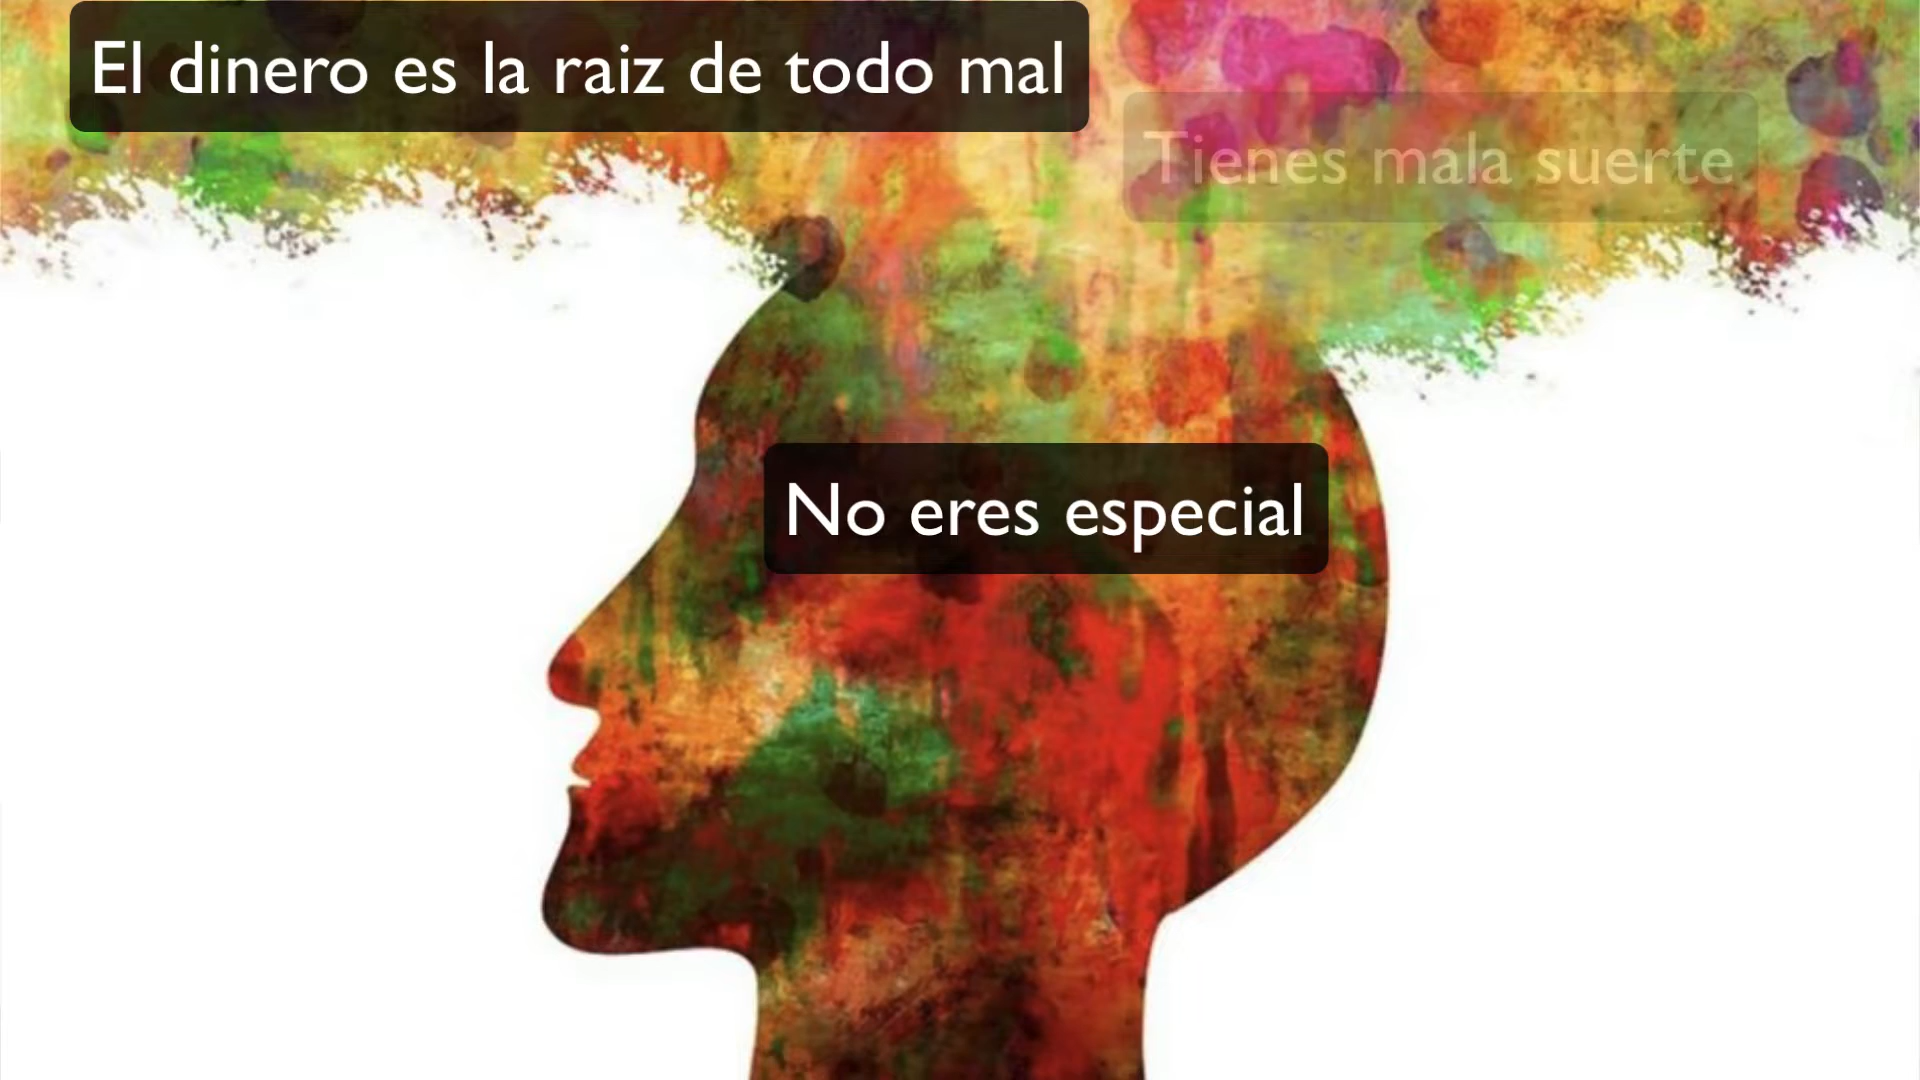 El dinero es la raiz de todo mal
Tienes mala suerte
No eres especial